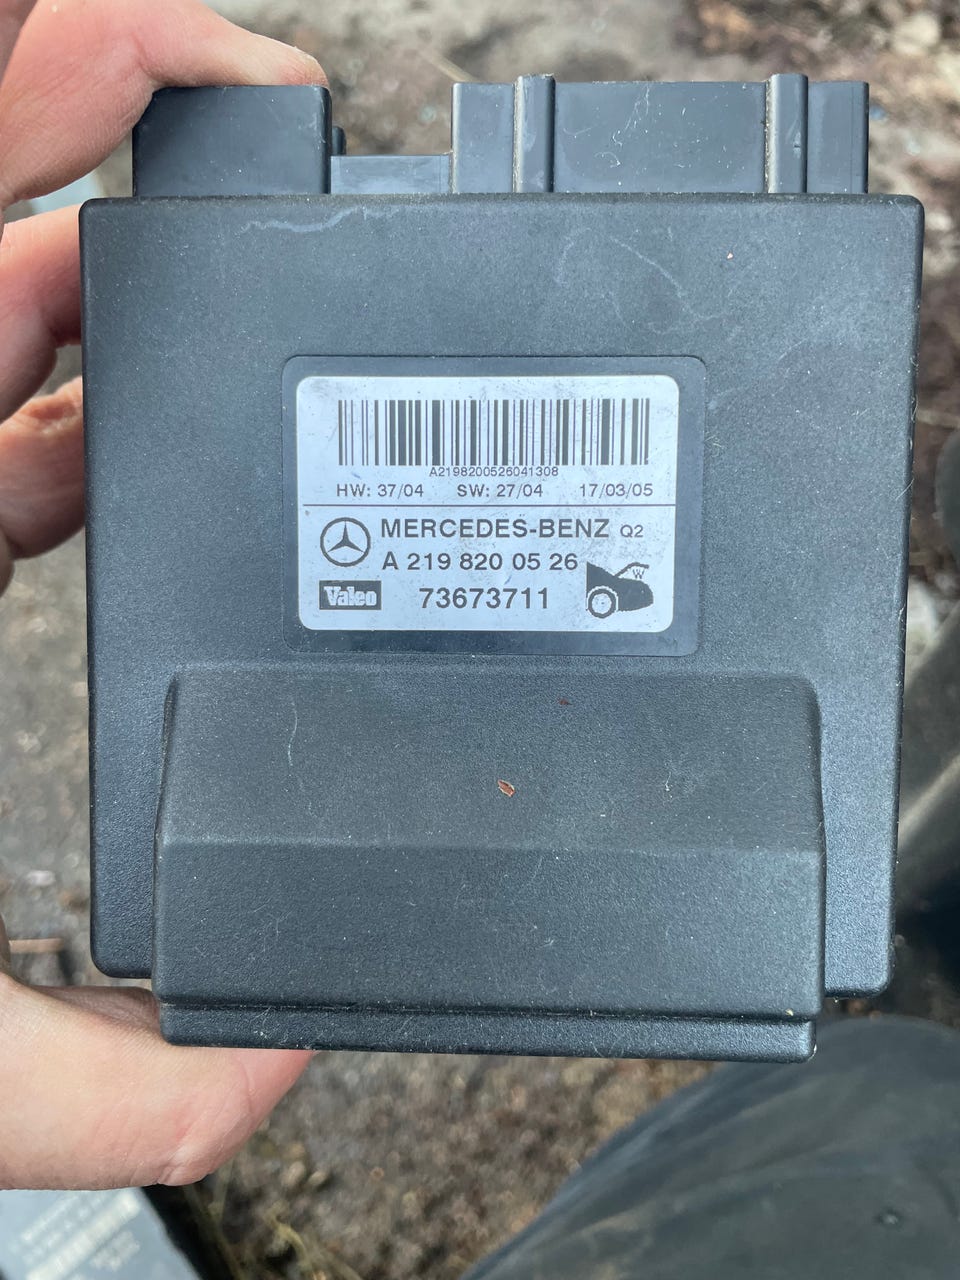 A2198200526041308
HW: 37/04 SW: 27/04 17/03/05
MERCEDES-BENZ Q2
A 219 820 05 26
Valeo 73673711